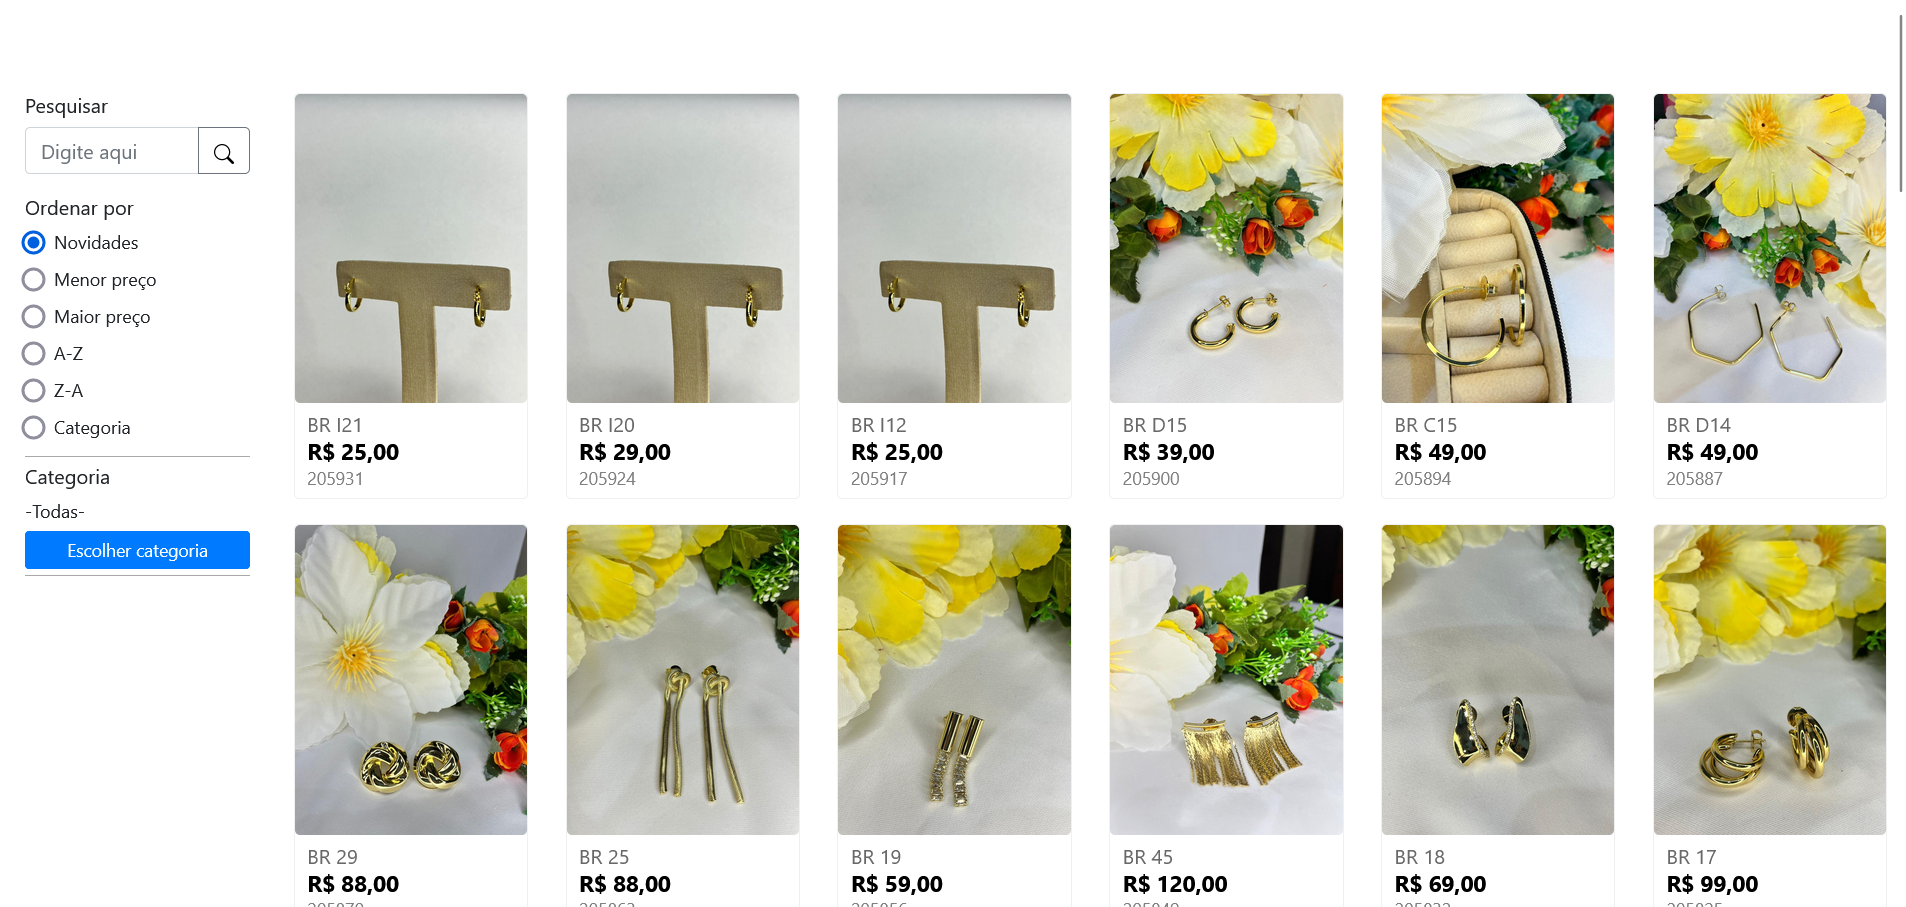 Pesquisar
Digite aqui
Ordenar por
Novidades
Menor preço
Maior preço
A-Z
Z-A
Categoria
Categoria
-Todas-
Escolher categoria
BR I21
R$ 25,00
205931
BR I20
R$ 29,00
205924
BR I12
R$ 25,00
205917
BR D15
R$ 39,00
205900
BR C15
R$ 49,00
205894
BR D14
R$ 49,00
205887
BR 29
R$ 88,00
BR 25
R$ 88,00
BR 19
R$ 59,00
BR 45
R$ 120,00
BR 18
R$ 69,00
BR 17
R$ 99,00